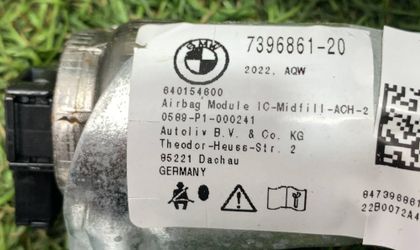 BMW
7396861-20
2022, AQW
640154600
Airbag Module IC-Midfill-ACH-2
0589-P1-000241
Autoliv B.V. & Co. KG
Theodor-Heuss-Str. 2
85221 Dachau
GERMANY
847396861
22B0072A4